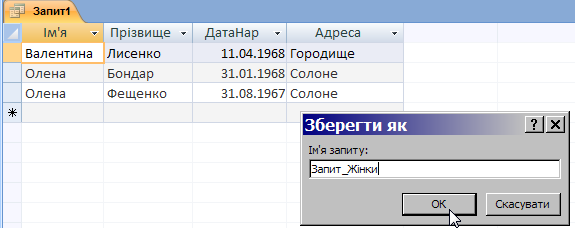 Запит1
Ім'я Прізвище ДатаНар Адреса
Валентина Лисенко 11.04.1968 Городище
Олена Бондар 31.01.1968 Солоне
Олена Фещенко 31.08.1967 Солоне
Зберегти як
Ім'я запиту:
Запит_Жінки
ОК Скасувати